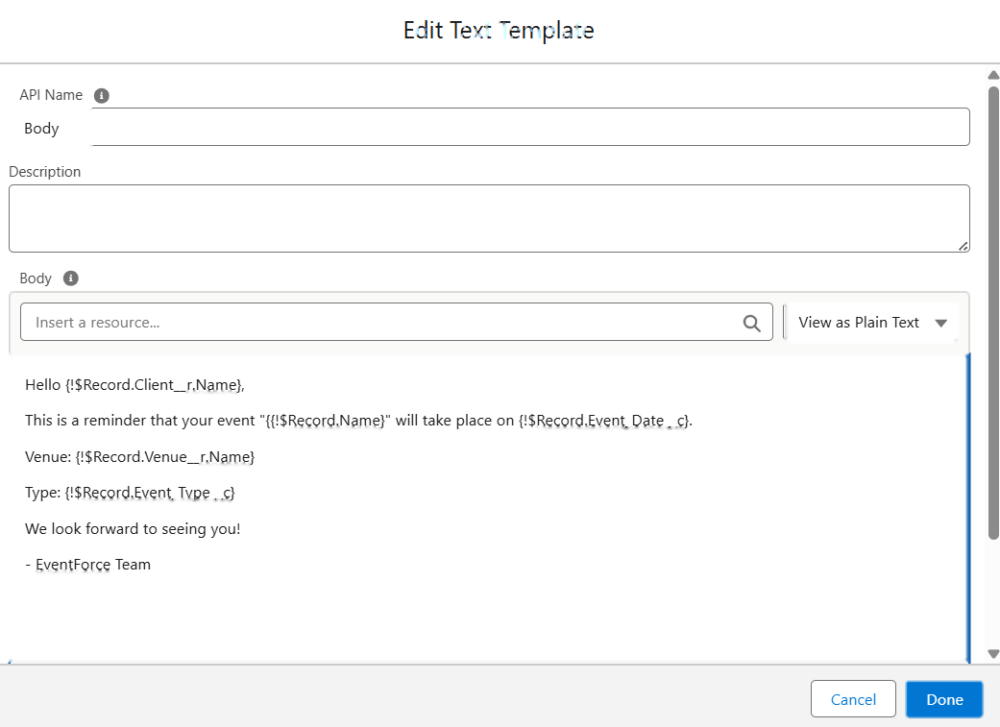 Edit Text Template
API Name
Body
Description
Body
Insert a resource...
View as Plain Text
Hello {!$Record.Client__r.Name},
This is a reminder that your event "{{!$Record.Name}" will take place on {!$Record.Event_Date__c}.
Venue: {!$Record.Venue__r.Name}
Type: {!$Record.Event_Type__c}
We look forward to seeing you!
- EventForce Team
Cancel
Done